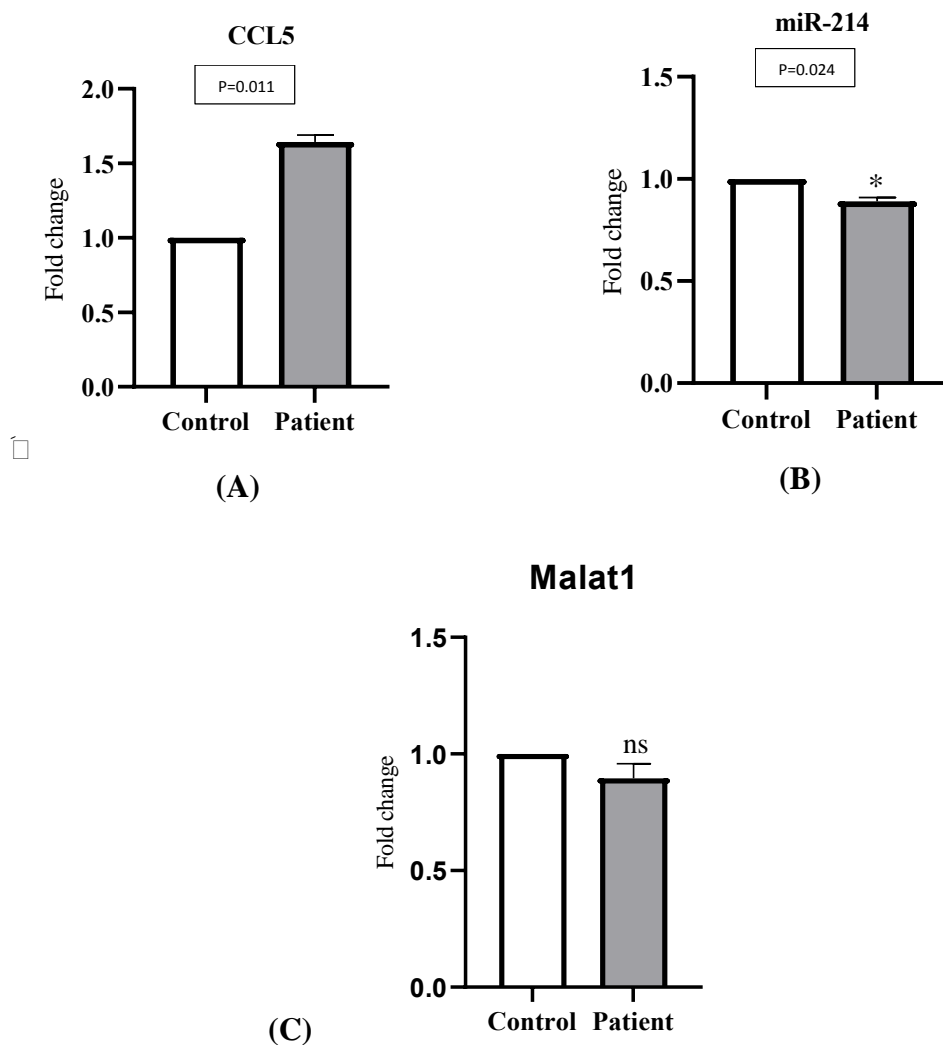 CCL5
P=0.011
2.0
1.5
1.0
0.5
0.0
Fold change
Control Patient
(A)
miR-214
P=0.024
1.5
1.0
0.5
0.0
Fold change
*
Control Patient
(B)
Malat1
1.5
1.0
0.5
0.0
Fold change
ns
Control Patient
(C)